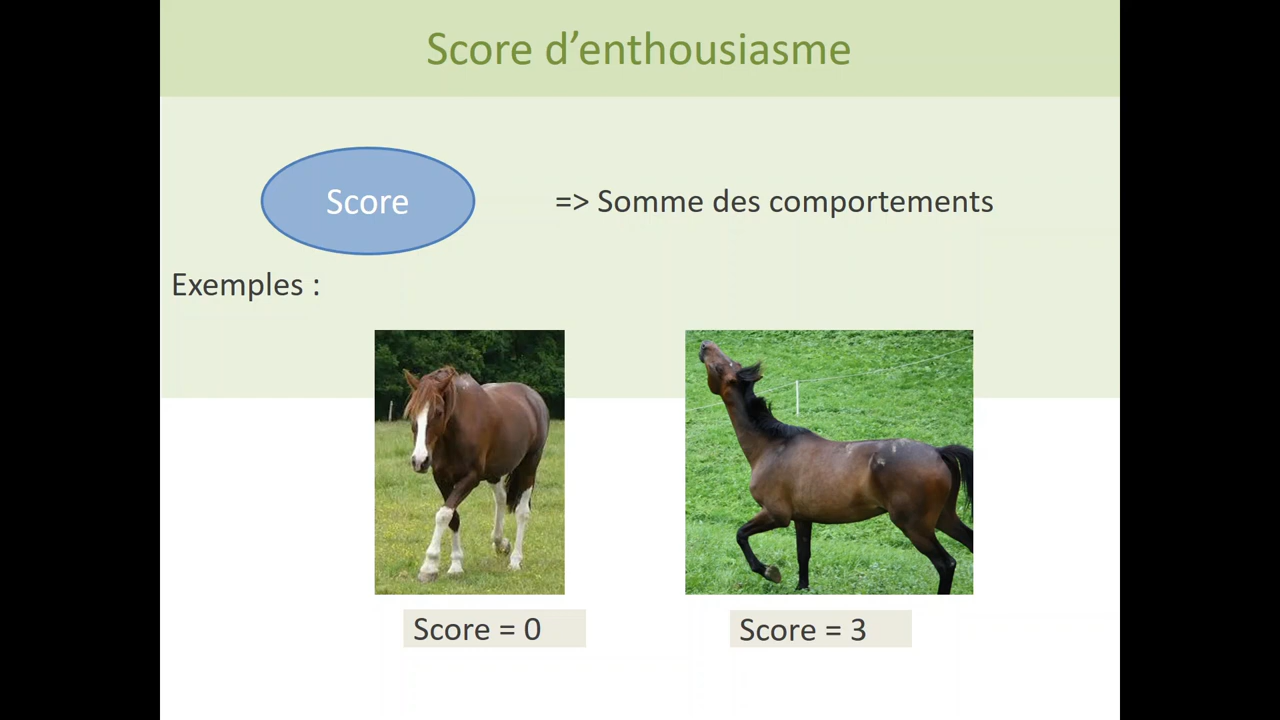 Score d’enthousiasme
Score
=> Somme des comportements
Exemples :
Score = 0
Score = 3